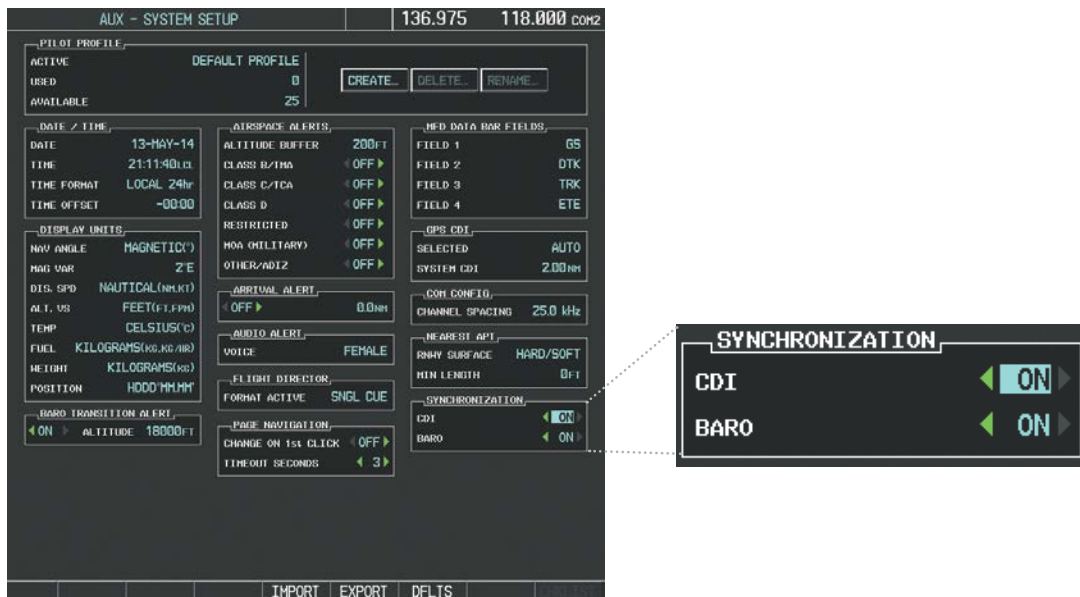 AUX - SYSTEM SETUP
136.975 118.000 COM2
PILOT PROFILE
ACTIVE DEFAULT PROFILE
USED 0
AVAILABLE 25
CREATE… DELETE… RENAME…
DATE / TIME
DATE 13-MAY-14
TIME 21:11:40LCL
TIME FORMAT LOCAL 24hr
TIME OFFSET -00:00
DISPLAY UNITS
NAV ANGLE MAGNETIC(°)
MAG VAR 2°E
DIS, SPD NAUTICAL(NM,KT)
ALT, VS FEET(FT,FPM)
TEMP CELSIUS(°C)
FUEL KILOGRAMS(KG,KG/HR)
WEIGHT KILOGRAMS(KG)
POSITION HDDD°MM.MM'
BARO TRANSITION ALERT
ON ALTITUDE 18000FT
AIRSPACE ALERTS
ALTITUDE BUFFER 200FT
CLASS B/TMA OFF
CLASS C/TCA OFF
CLASS D OFF
RESTRICTED OFF
MOA (MILITARY) OFF
OTHER/ADIZ OFF
ARRIVAL ALERT
OFF 0.0NM
AUDIO ALERT
VOICE FEMALE
FLIGHT DIRECTOR
FORMAT ACTIVE SNGL CUE
PAGE NAVIGATION
CHANGE ON 1st CLICK OFF
TIMEOUT SECONDS 3
MFD DATA BAR FIELDS
FIELD 1 GS
FIELD 2 DTK
FIELD 3 TRK
FIELD 4 ETE
GPS CDI
SELECTED AUTO
SYSTEM CDI 2.00NM
COM CONFIG
CHANNEL SPACING 25.0 kHz
NEAREST APT
RNWY SURFACE HARD/SOFT
MIN LENGTH 0FT
SYNCHRONIZATION
CDI ON
BARO ON
IMPORT EXPORT DFLTS
SYNCHRONIZATION
CDI ON
BARO ON